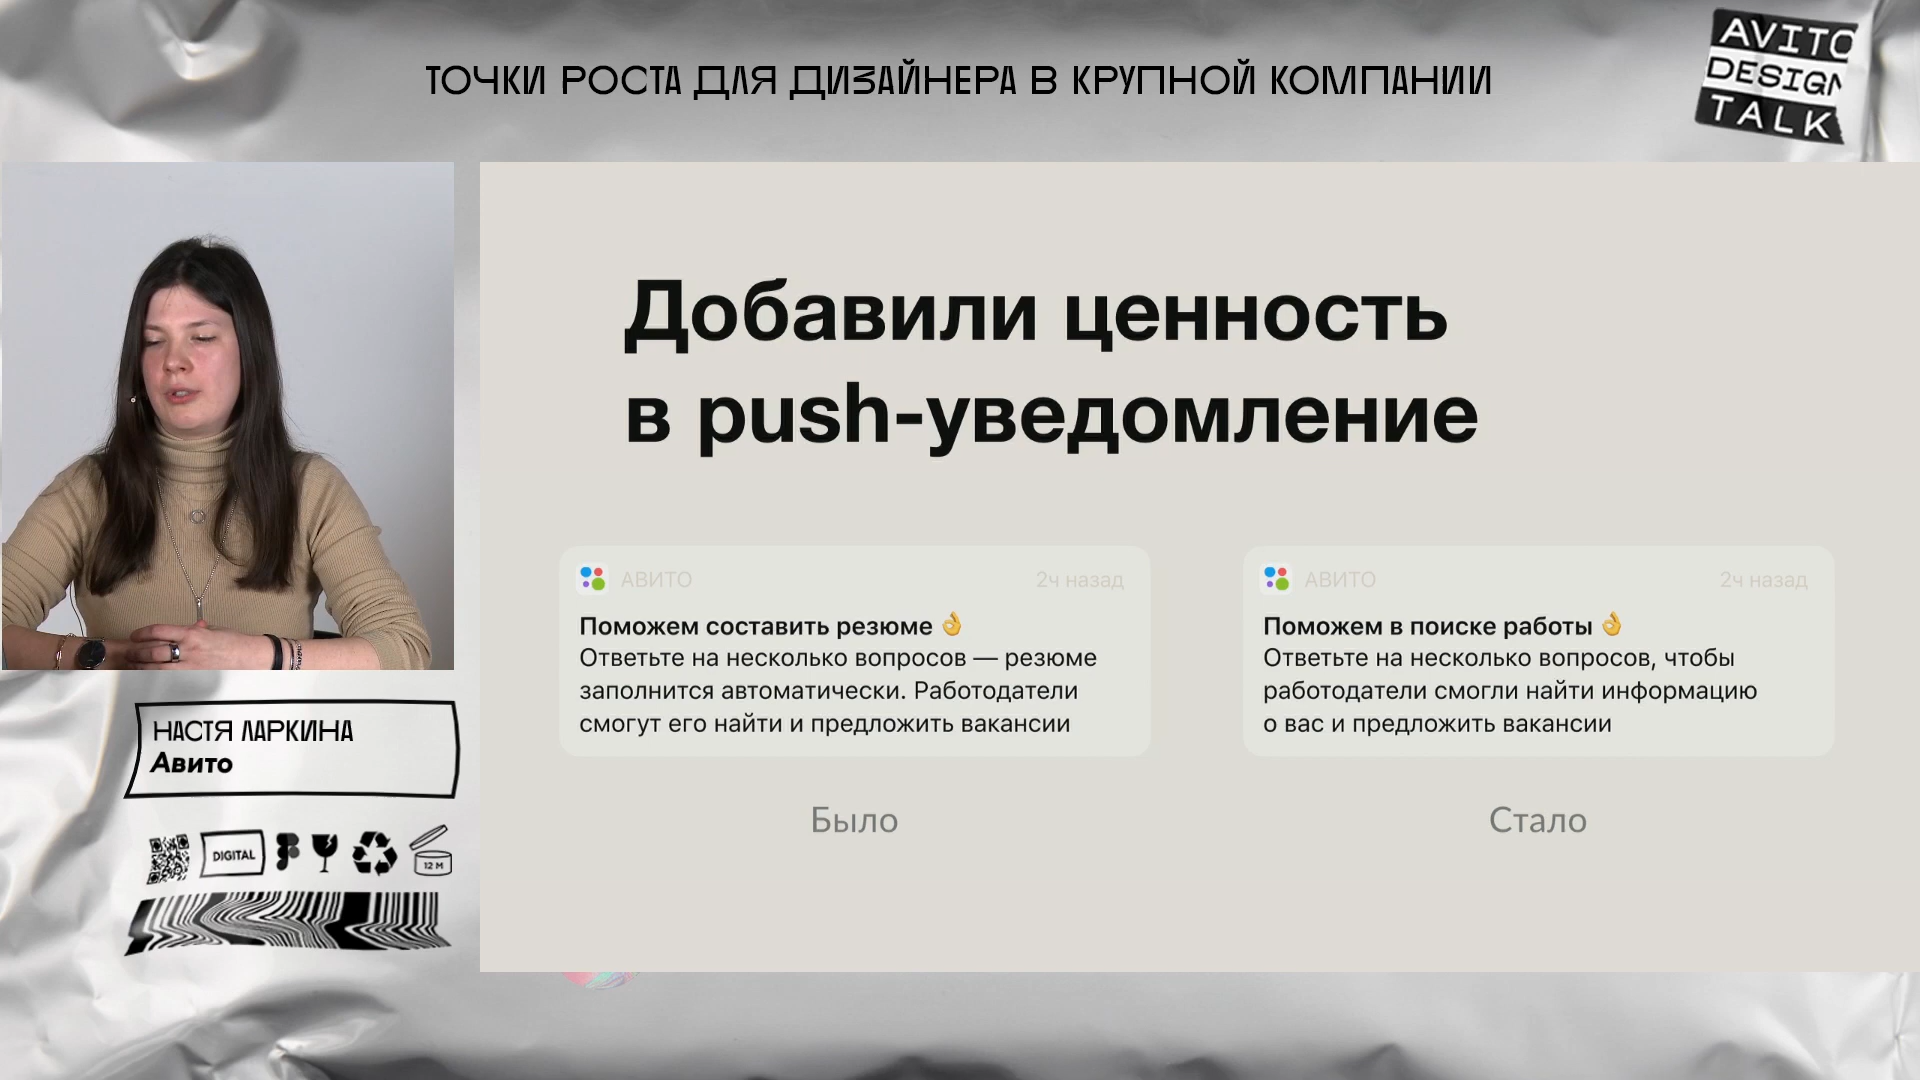 ТОЧКИ РОСТА ДЛЯ ДИЗАЙНЕРА В КРУПНОЙ КОМПАНИИ
AVITO
DESIGN
TALK
Добавили ценность
в push-уведомление
АВИТО
2ч назад
Поможем составить резюме 👌
Ответьте на несколько вопросов — резюме
заполнится автоматически. Работодатели
смогут его найти и предложить вакансии
Было
АВИТО
2ч назад
Поможем в поиске работы 👌
Ответьте на несколько вопросов, чтобы
работодатели смогли найти информацию
о вас и предложить вакансии
Стало
НАСТЯ ЛАРКИНА
Авито
DIGITAL
12 M